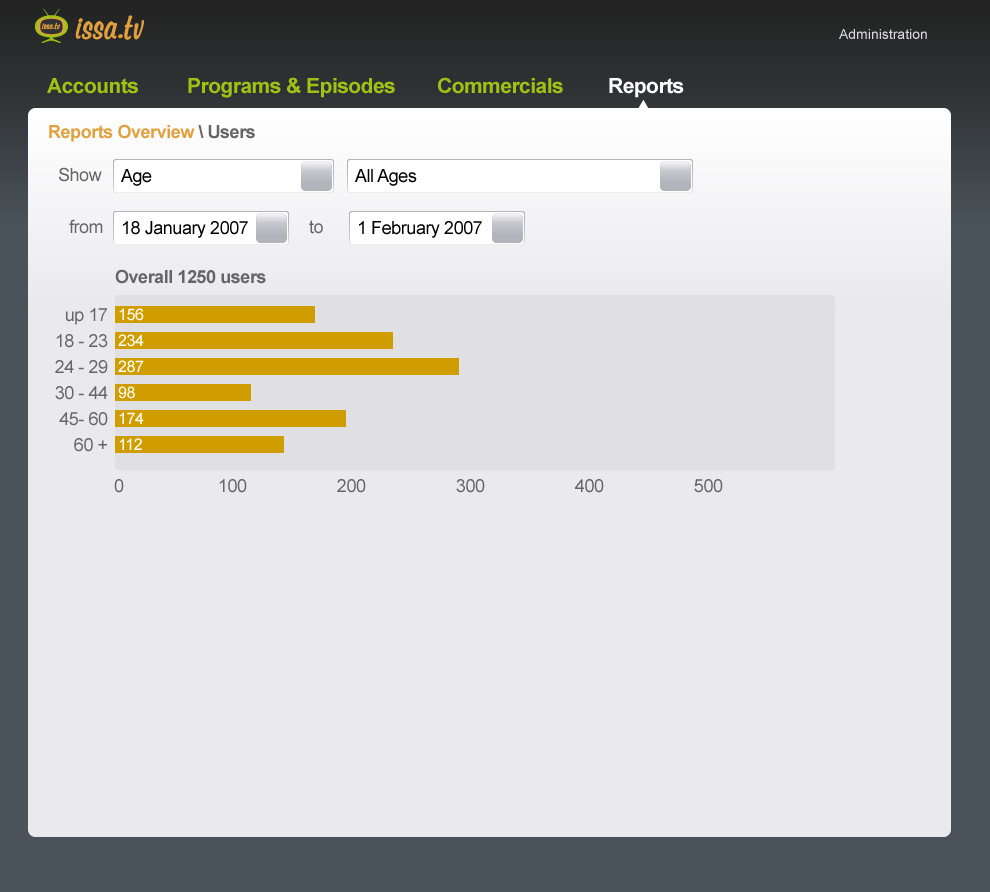 issa.tv issa.tv
Administration
Accounts Programs & Episodes Commercials Reports
Reports Overview \ Users
Show Age All Ages
from 18 January 2007 to 1 February 2007
Overall 1250 users
up 17 156
18 - 23 234
24 - 29 287
30 - 44 98
45- 60 174
60 + 112
0 100 200 300 400 500